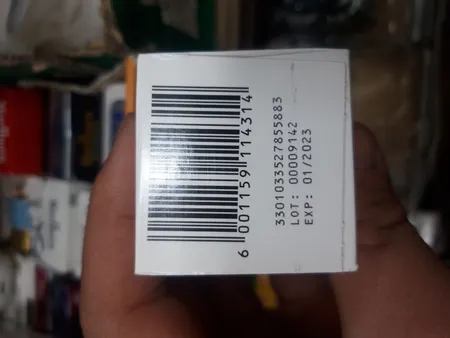 6 001159 114314
3301033527855883
LOT: 00009142
EXP: 01/2023